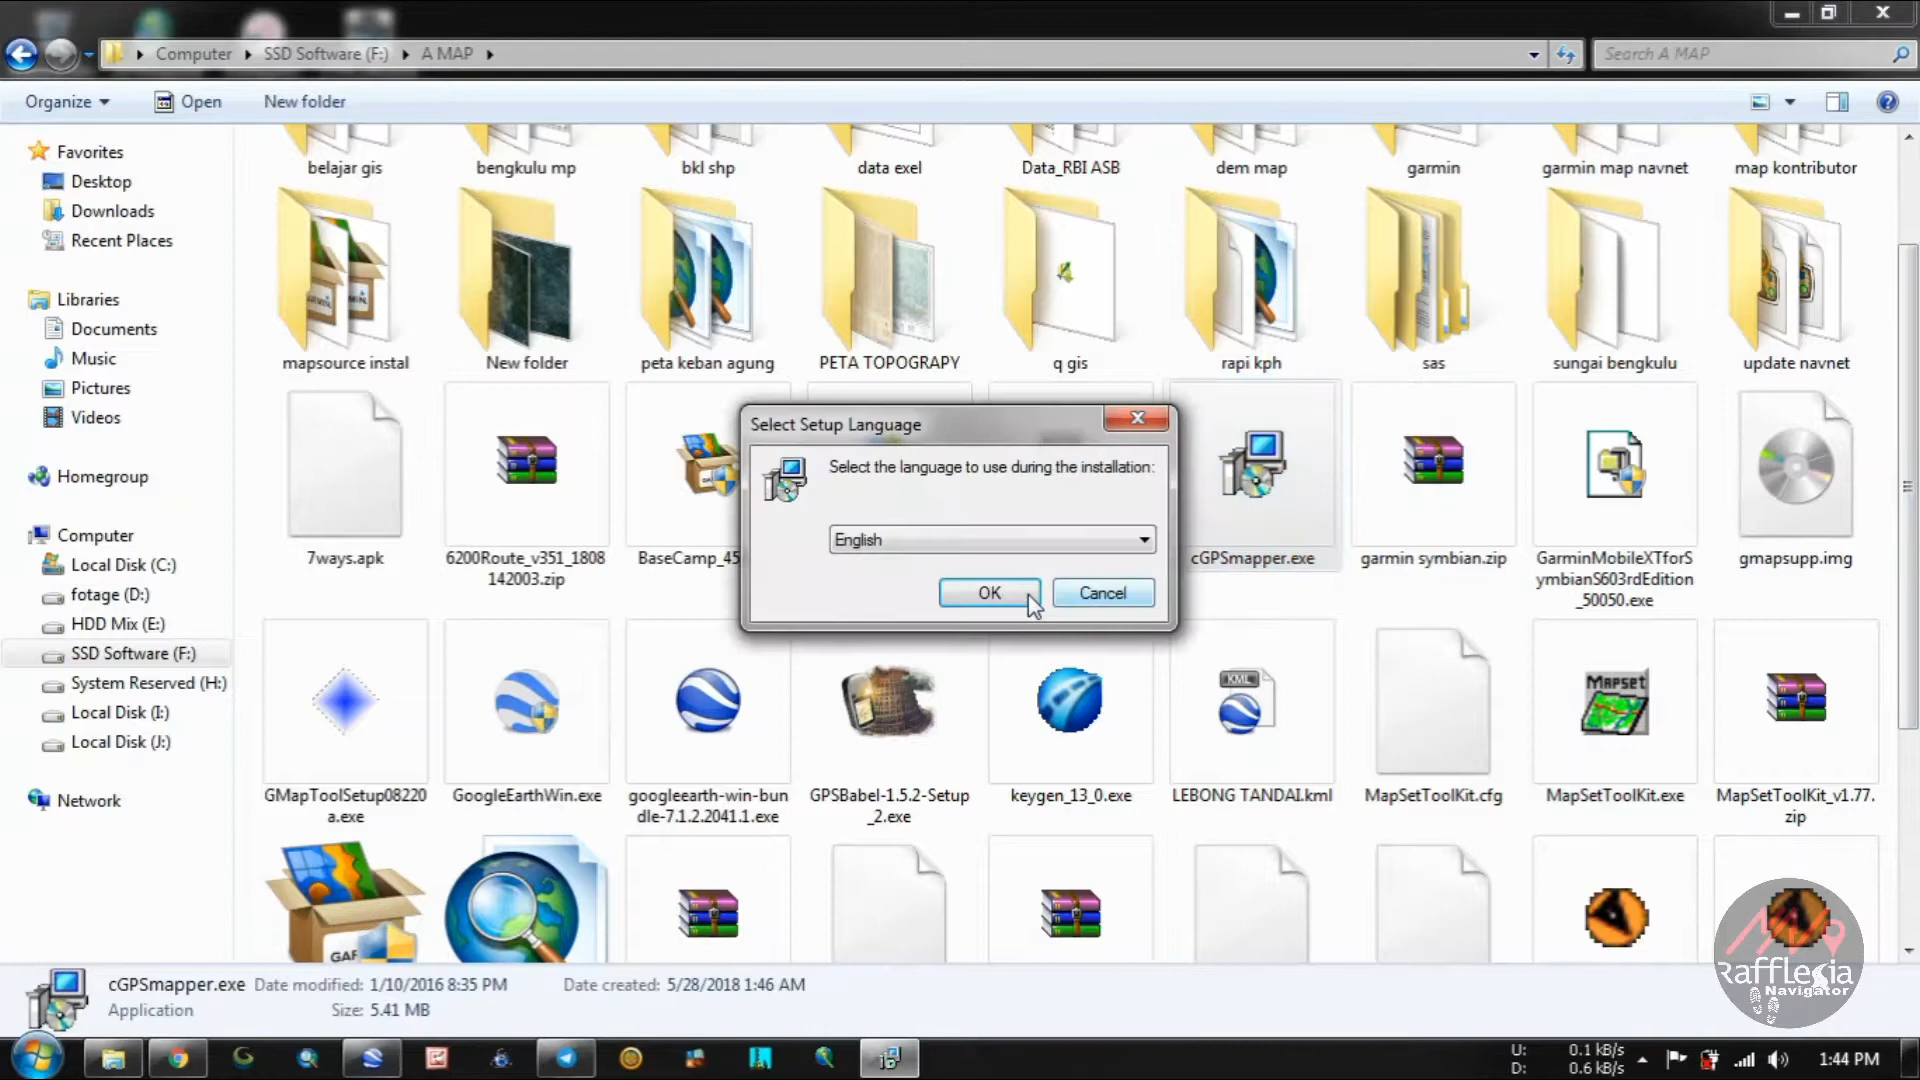 Computer
SSD Software (F:)
A MAP
Search A MAP
Organize
Open
New folder
Favorites
Desktop
Downloads
Recent Places
Libraries
Documents
Music
Pictures
Videos
Homegroup
Computer
Local Disk (C:)
fotage (D:)
HDD Mix (E:)
SSD Software (F:)
System Reserved (H:)
Local Disk (I:)
Local Disk (J:)
Network
belajar gis
bengkulu mp
bkl shp
data exel
Data_RBI ASB
dem map
garmin
garmin map navnet
map kontributor
mapsource instal
New folder
peta keban agung
PETA TOPOGRAPY
q gis
rapi kph
sas
sungai bengkulu
update navnet
7ways.apk
6200Route_v351_1808
142003.zip
BaseCamp_45
cGPSmapper.exe
garmin symbian.zip
GarminMobileXTforS
ymbianS603rdEdition
_50050.exe
gmapsupp.img
Select Setup Language
Select the language to use during the installation:
English
OK
Cancel
KML
Mapset
GMapToolSetup08220
a.exe
GoogleEarthWin.exe
googleearth-win-bun
dle-7.1.2.2041.1.exe
GPSBabel-1.5.2-Setup
_2.exe
keygen_13_0.exe
LEBONG TANDAI.kml
MapSetToolKit.cfg
MapSetToolKit.exe
MapSetToolKit_v1.77.
zip
GAR
Rafflesia
Navigator
cGPSmapper.exe
Date modified: 1/10/2016 8:35 PM
Date created: 5/28/2018 1:46 AM
Application
Size: 5.41 MB
U: 0.1 kB/s
D: 0.6 kB/s
1:44 PM